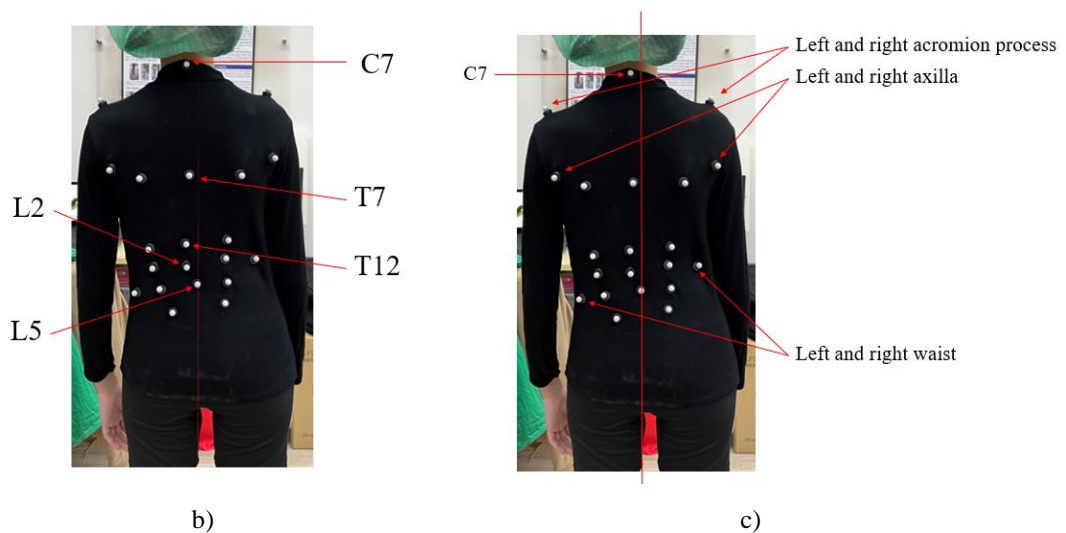 C7
T7
L2
T12
L5
b)
C7
Left and right acromion process
Left and right axilla
Left and right waist
c)